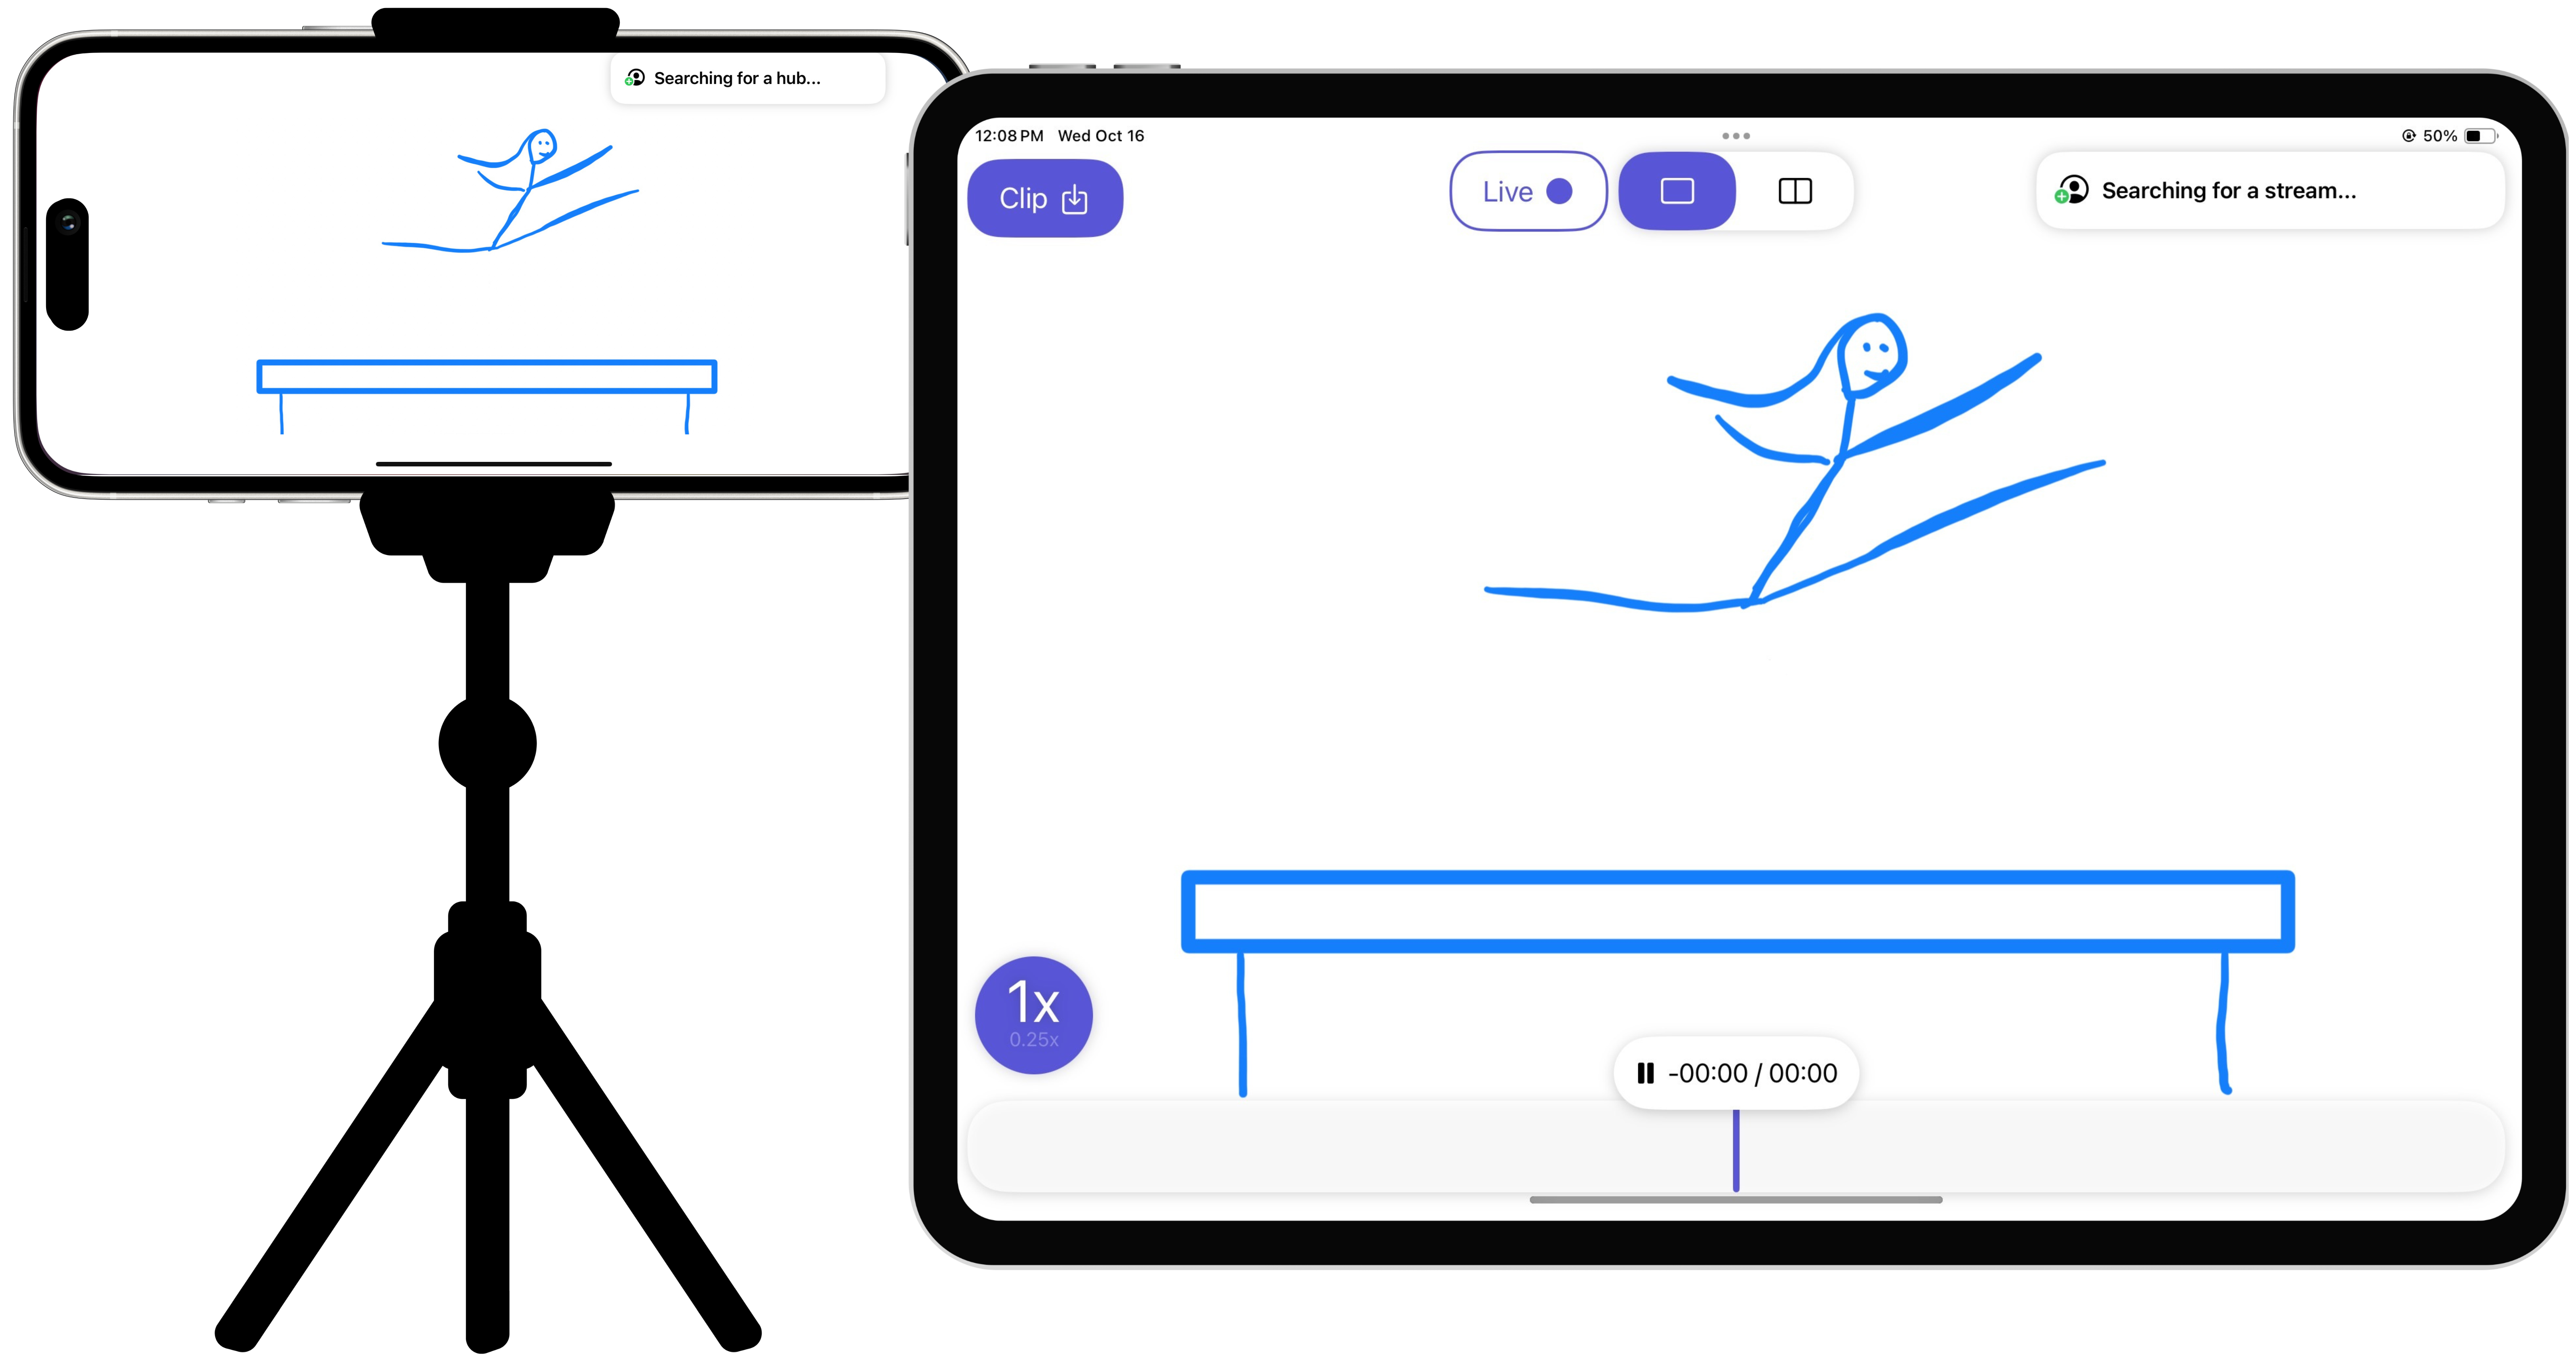 Searching for a hub...
12:08 PM Wed Oct 16
50%
Clip
Live
Searching for a stream...
1x
0.25x
-00:00 / 00:00